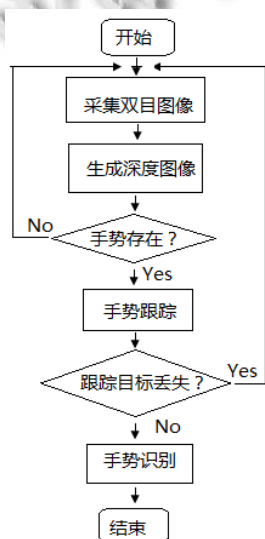 开始
采集双目图像
生成深度图像
No
手势存在？
Yes
手势跟踪
跟踪目标丢失？
Yes
No
手势识别
结束